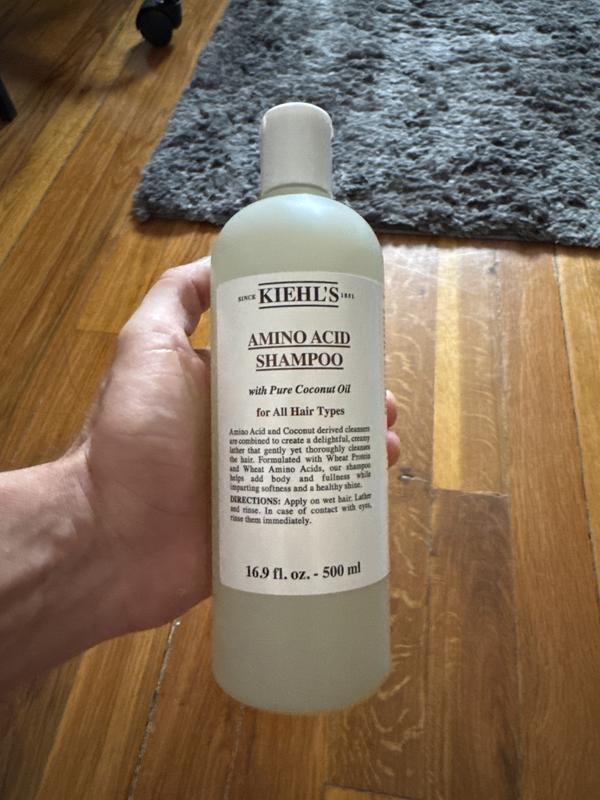 SINCE KIEHL'S 1851
AMINO ACID
SHAMPOO
with Pure Coconut Oil
for All Hair Types
Amino Acid and Coconut derived cleansers
are combined to create a delightful, creamy
lather that gently yet thoroughly cleanses
the hair. Formulated with Wheat Protein
and Wheat Amino Acids, our shampoo
helps add body and fullness while
imparting softness and a healthy shine.
DIRECTIONS: Apply on wet hair. Lather
and rinse. In case of contact with eyes,
rinse them immediately.
16.9 fl. oz. - 500 ml